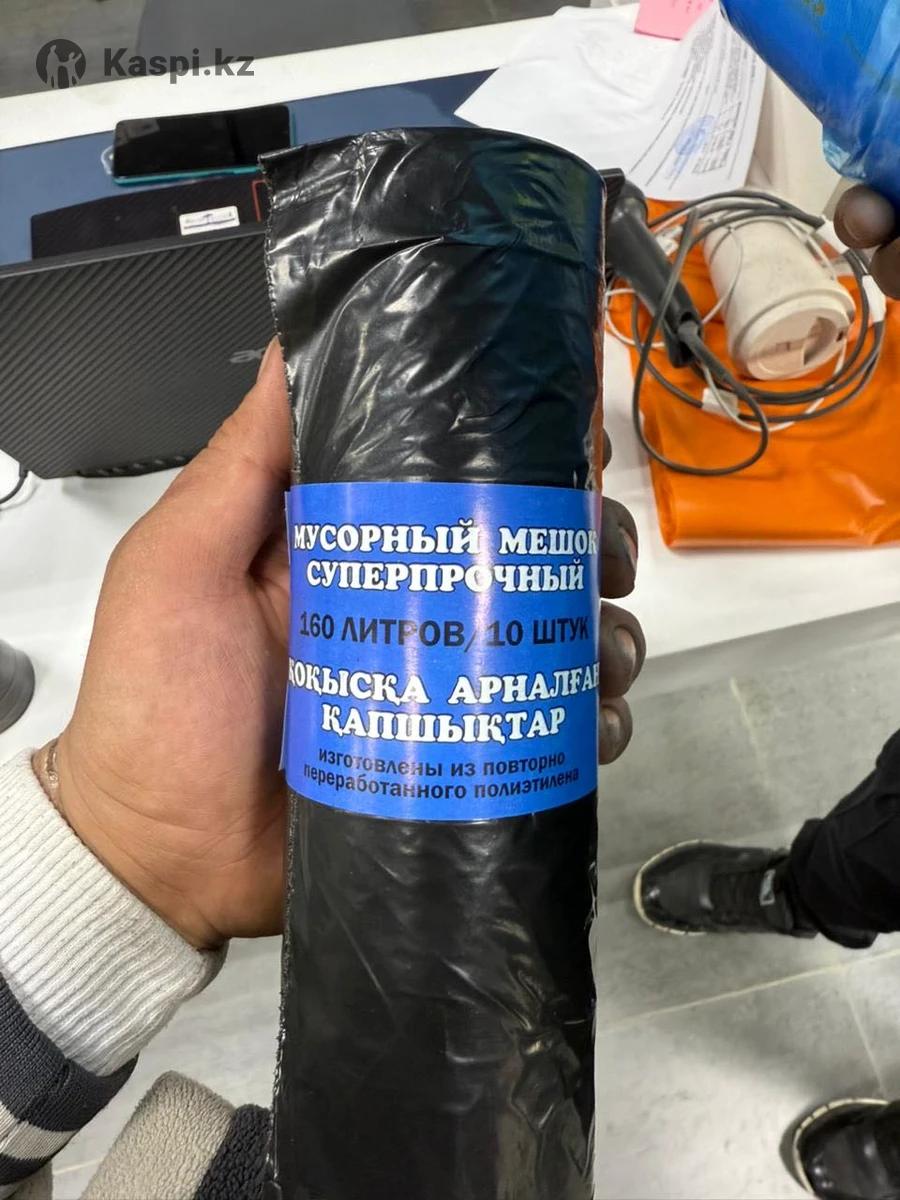 Kaspi.kz
МУСОРНЫЙ МЕШОК
СУПЕРПРОЧНЫЙ
160 ЛИТРОВ/10 ШТУК
ҚОҚЫСҚА АРНАЛҒАН
ҚАПШЫҚТАР
изготовлены из повторно
переработанного полиэтилена